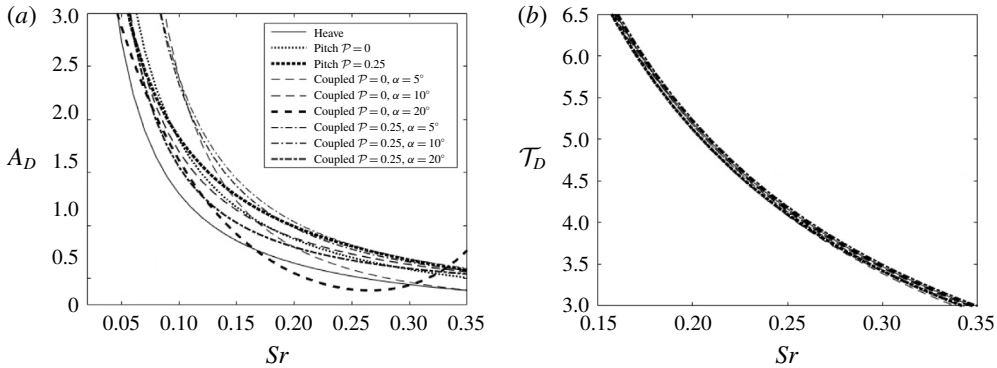 (a)
3.0
2.5
2.0
1.5
1.0
0.5
0
A_D
0.05 0.10 0.15 0.20 0.25 0.30 0.35
Sr
Heave
Pitch 𝒫 = 0
Pitch 𝒫 = 0.25
Coupled 𝒫 = 0, α = 5°
Coupled 𝒫 = 0, α = 10°
Coupled 𝒫 = 0, α = 20°
Coupled 𝒫 = 0.25, α = 5°
Coupled 𝒫 = 0.25, α = 10°
Coupled 𝒫 = 0.25, α = 20°
(b)
6.5
6.0
5.5
5.0
4.5
4.0
3.5
3.0
𝒯_D
0.15 0.20 0.25 0.30 0.35
Sr